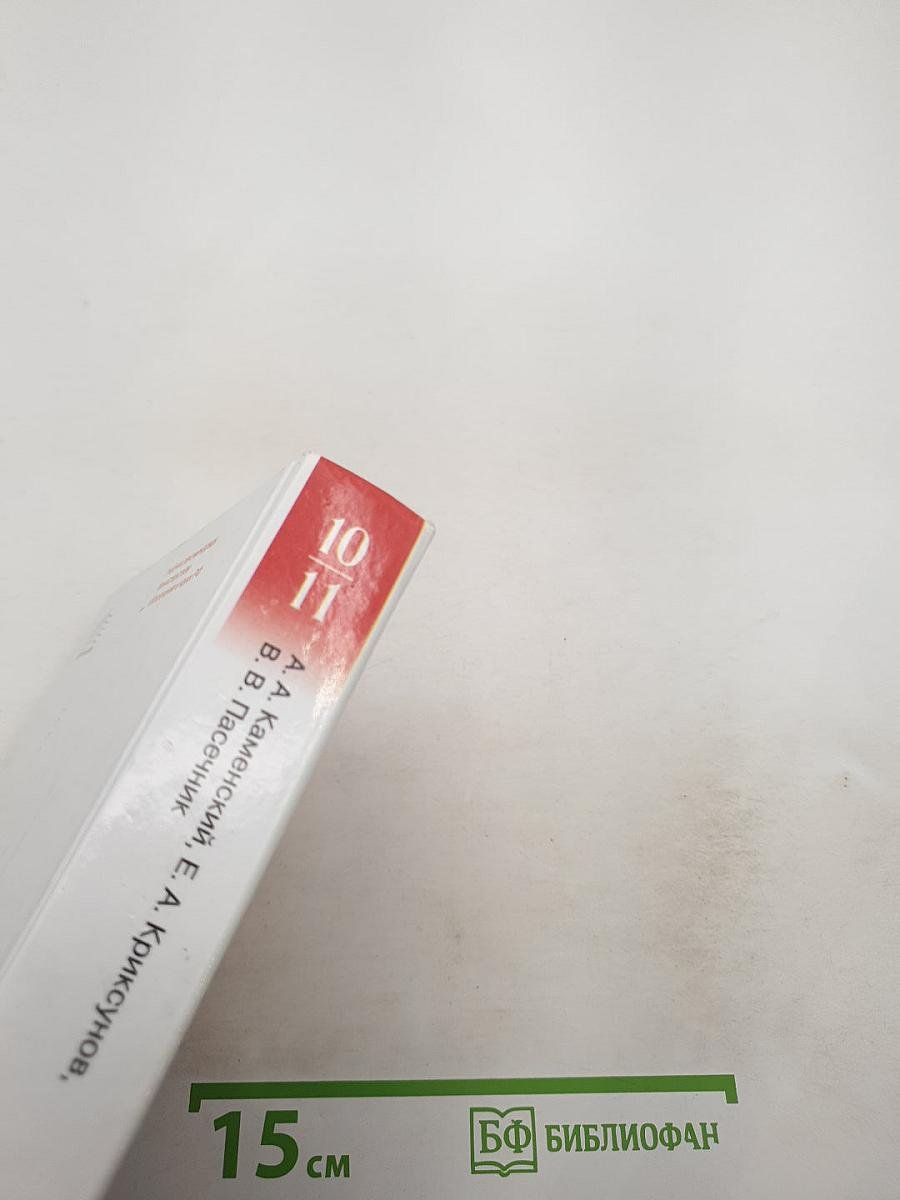 10
11
А. А. Каменский, Е. А. Криксунов,
В. В. Пасечник
15 см
БФ БИБЛИОФАН